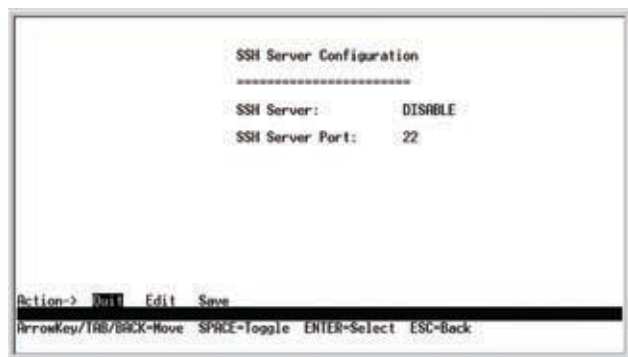 SSH Server Configuration
========================
SSH Server: DISABLE
SSH Server Port: 22
Action-> Quit Edit Save
ArrowKey/TAB/BACK=Move SPACE=Toggle ENTER=Select ESC=Back